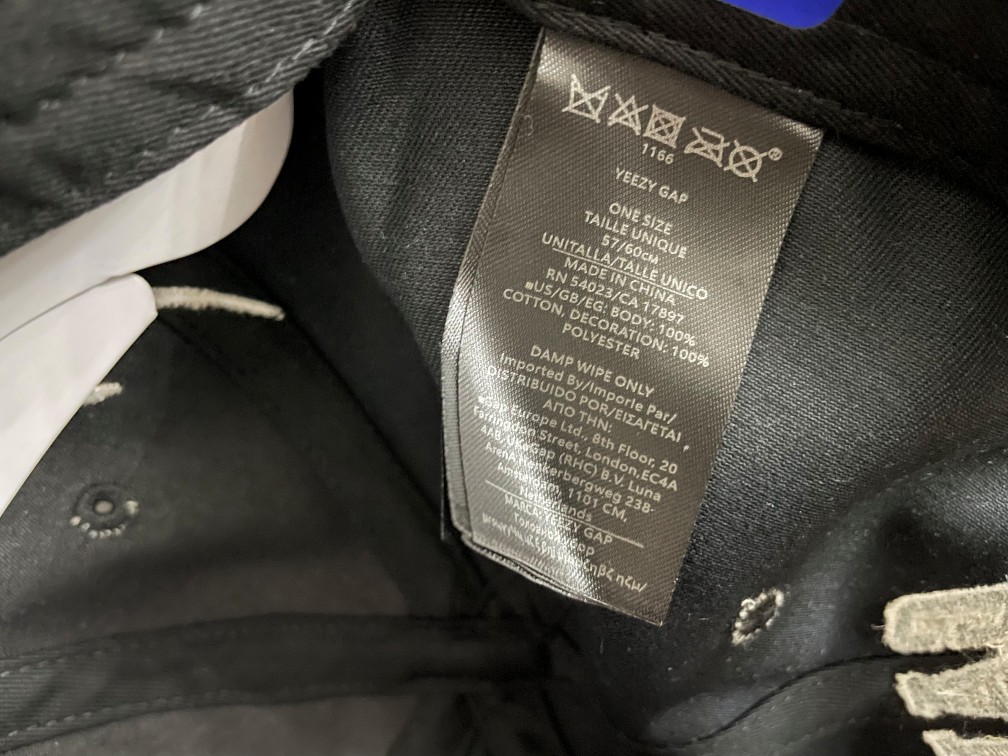 1166
YEEZY GAP
ONE SIZE
TAILLE UNIQUE
57/60cм
UNITALLA/TALLE UNICO
MADE IN CHINA
RN 54023/CA 17897
US/GB/EG: BODY: 100%
COTTON, DECORATION: 100%
POLYESTER
DAMP WIPE ONLY
Imported By/Importe Par/
DISTRIBUIDO POR/ΕΙΣΑΓΕΤΑΙ
ΑΠΟ ΤΗΝ:
Gap Europe Ltd., 8th Floor, 20
Farringdon Street, London,EC4A
4AB, UK, Gap (RHC) B.V. Luna
ArenA, Herikerbergweg 238-
Amsterdam, 1101 CM,
Netherlands
MARCA: YEEZY GAP